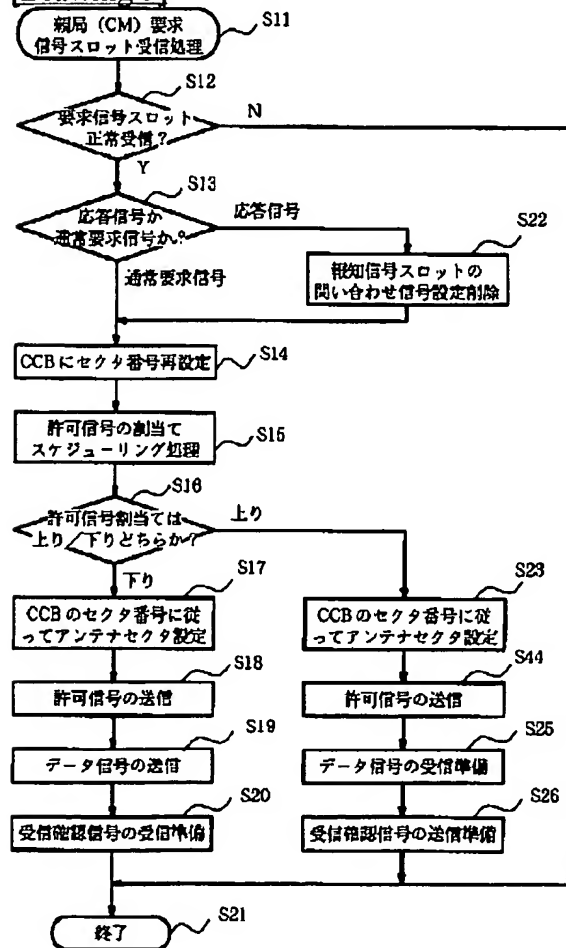 親局（CM）要求
信号スロット受信処理
S11
S12
要求信号スロット
正常受信？
N
Y
S13
応答信号か
通常要求信号か？
応答信号
通常要求信号
S22
報知信号スロットの
問い合わせ信号設定削除
CCBにセクタ番号再設定
S14
許可信号の割当て
スケジューリング処理
S15
S16
許可信号割当ては
上り／下りどちらか？
上り
下り
S17
CCBのセクタ番号に従
ってアンテナセクタ設定
S23
CCBのセクタ番号に従
ってアンテナセクタ設定
S18
許可信号の送信
S44
許可信号の送信
S19
データ信号の送信
S25
データ信号の受信準備
S20
受信確認信号の受信準備
S26
受信確認信号の送信準備
終了
S21